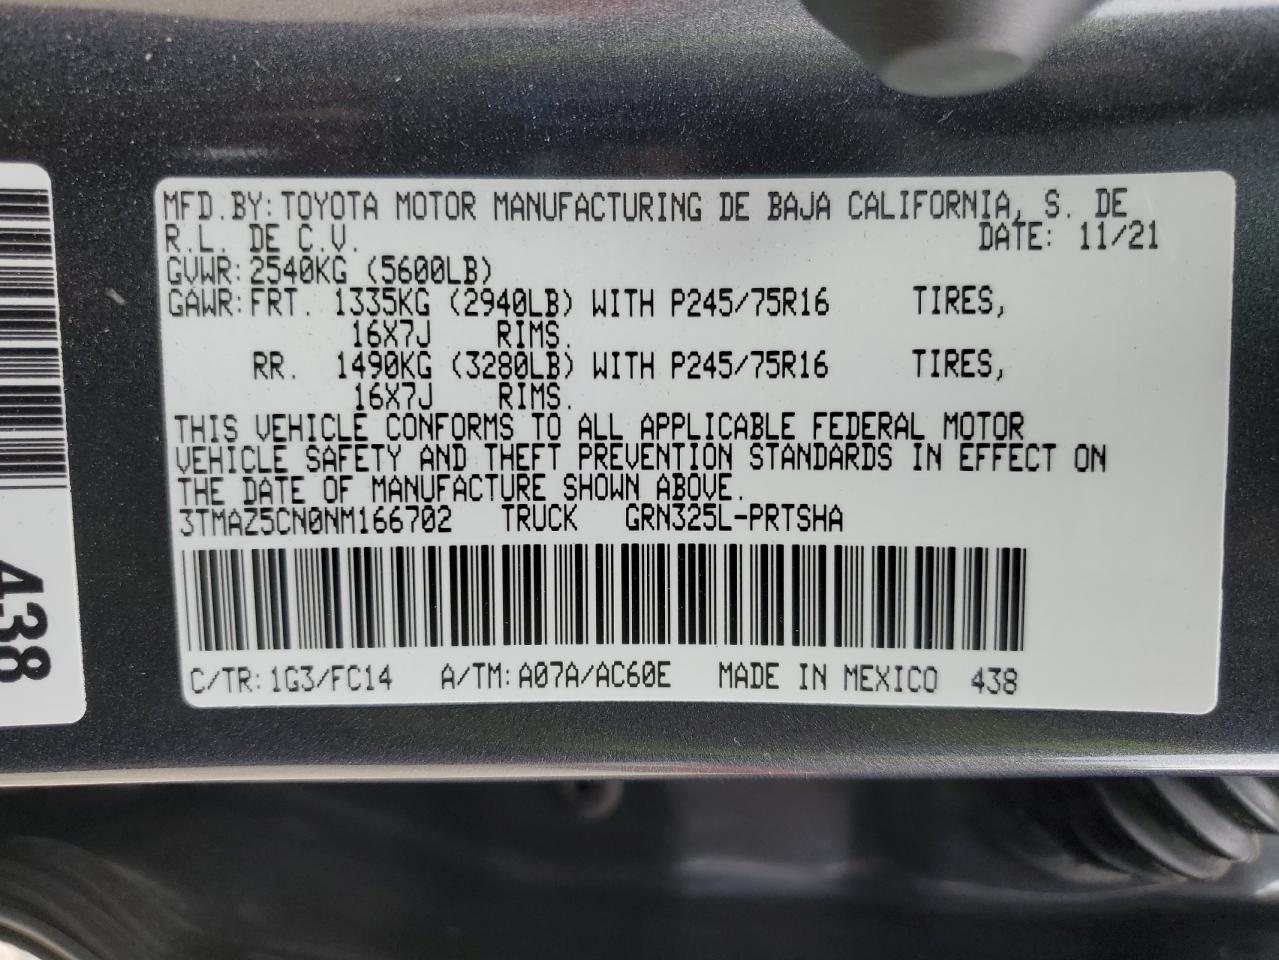 MFD.BY: TOYOTA MOTOR MANUFACTURING DE BAJA CALIFORNIA, S. DE
R.L. DE C.V. DATE: 11/21
GVWR: 2540KG (5600LB)
GAWR: FRT. 1335KG (2940LB) WITH P245/75R16 TIRES,
16X7J RIMS.
RR. 1490KG (3280LB) WITH P245/75R16 TIRES,
16X7J RIMS.
THIS VEHICLE CONFORMS TO ALL APPLICABLE FEDERAL MOTOR
VEHICLE SAFETY AND THEFT PREVENTION STANDARDS IN EFFECT ON
THE DATE OF MANUFACTURE SHOWN ABOVE.
3TMAZ5CN0NM166702 TRUCK GRN325L-PRTSHA
C/TR: 1G3/FC14 A/TM: A07A/AC60E MADE IN MEXICO 438
438